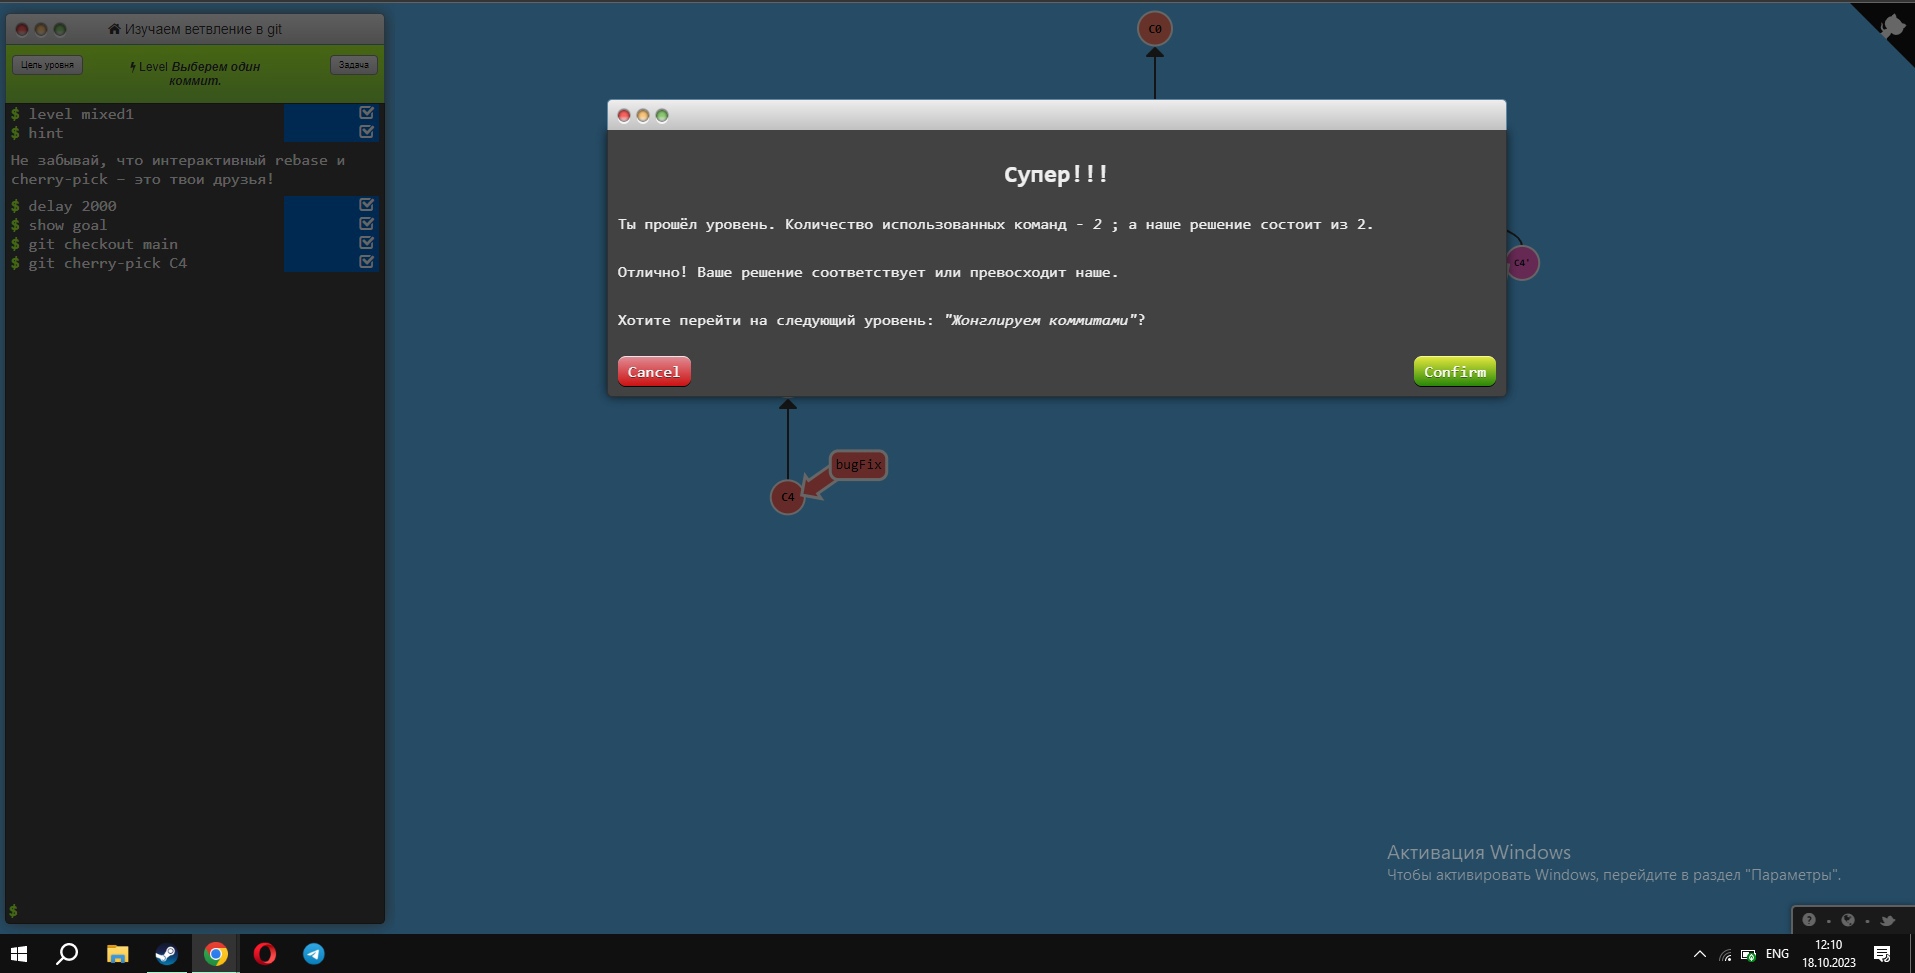 Изучаем ветвление в git
Цель уровня
Level Выберем один
коммит.
Задача
$ level mixed1
$ hint
Не забывай, что интерактивный rebase и
cherry-pick – это твои друзья!
$ delay 2000
$ show goal
$ git checkout main
$ git cherry-pick C4
$
C0
Супер!!!
Ты прошёл уровень. Количество использованных команд - 2 ; а наше решение состоит из 2.
Отлично! Ваше решение соответствует или превосходит наше.
Хотите перейти на следующий уровень: "Жонглируем коммитами"?
Cancel
Confirm
C4'
bugFix
C4
Активация Windows
Чтобы активировать Windows, перейдите в раздел "Параметры".
ENG
12:10
18.10.2023